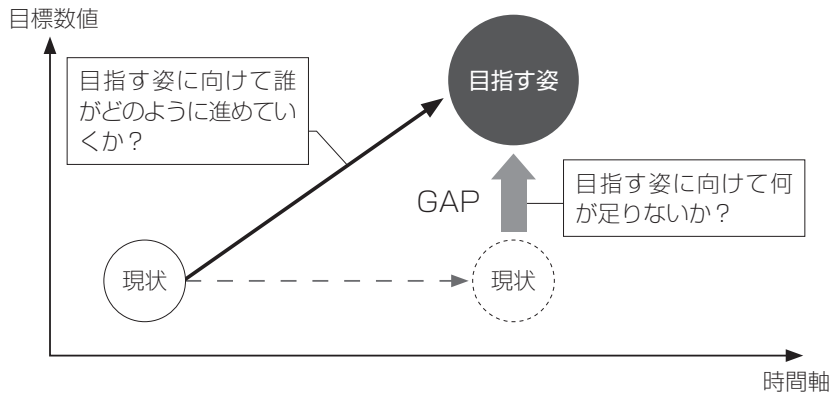 目標数値
目指す姿に向けて誰
がどのように進めてい
くか？
目指す姿
GAP
目指す姿に向けて何
が足りないか？
現状
現状
時間軸